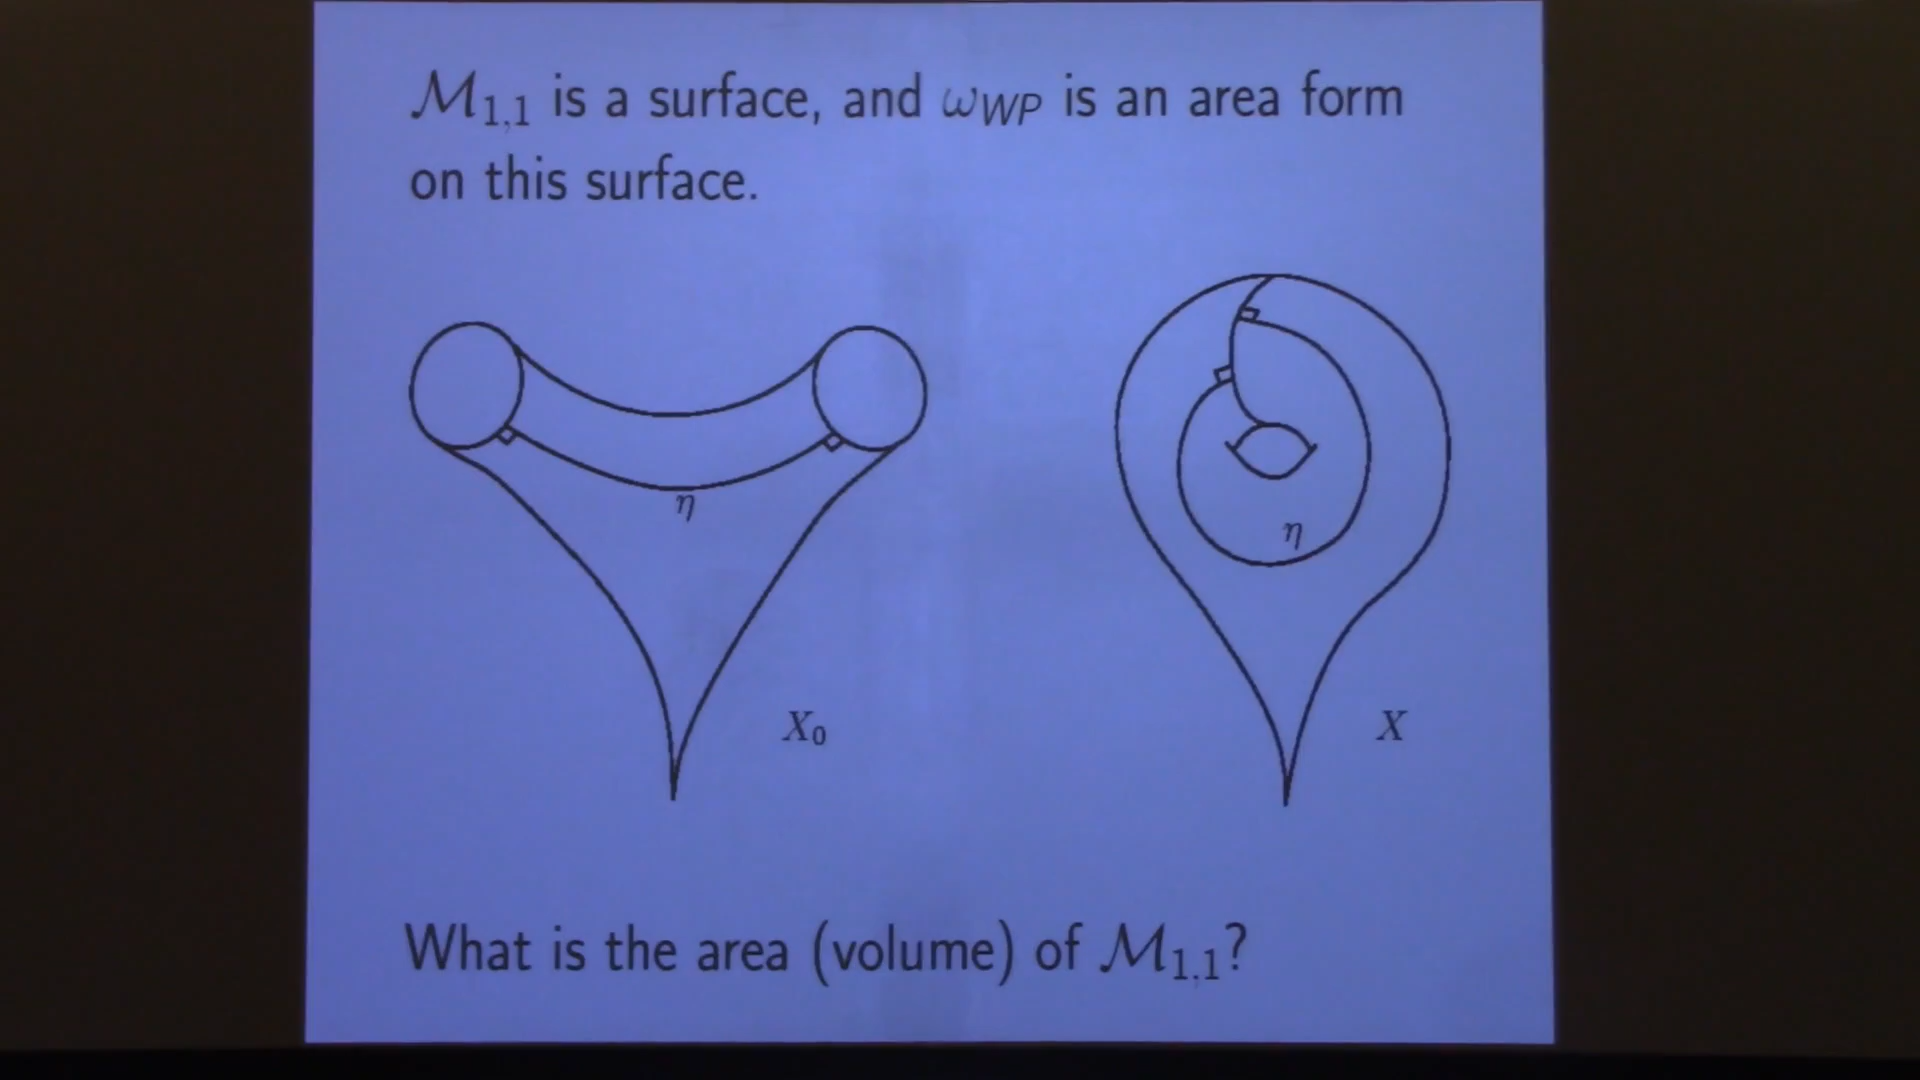 𝓜₁,₁ is a surface, and ω_WP is an area form
on this surface.
η
η
X₀
X
What is the area (volume) of 𝓜₁,₁?